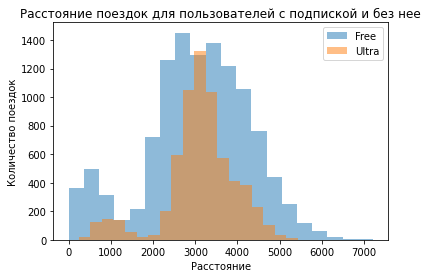 Расстояние поездок для пользователей с подпиской и без нее
Free
Ultra
Количество поездок
1400
1200
1000
800
600
400
200
0
0 1000 2000 3000 4000 5000 6000 7000
Расстояние